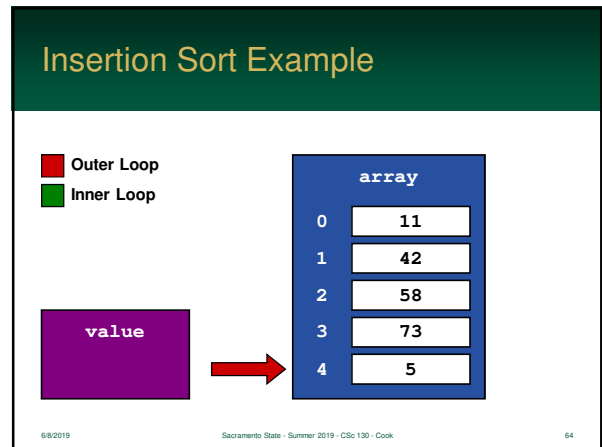 Insertion Sort Example
Outer Loop
Inner Loop
array
0 11
1 42
2 58
3 73
4 5
value
6/8/2019 Sacramento State - Summer 2019 - CSc 130 - Cook 64